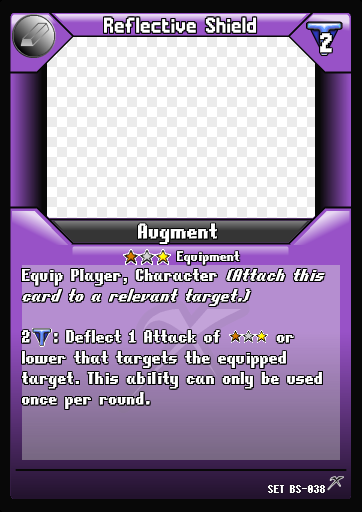 Reflective Shield
2
Augment
Equipment
Equip Player, Character (Attach this
card to a relevant target.)
2 : Deflect 1 Attack of ★☆★ or
lower that targets the equipped
target. This ability can only be used
once per round.
SET BS-038